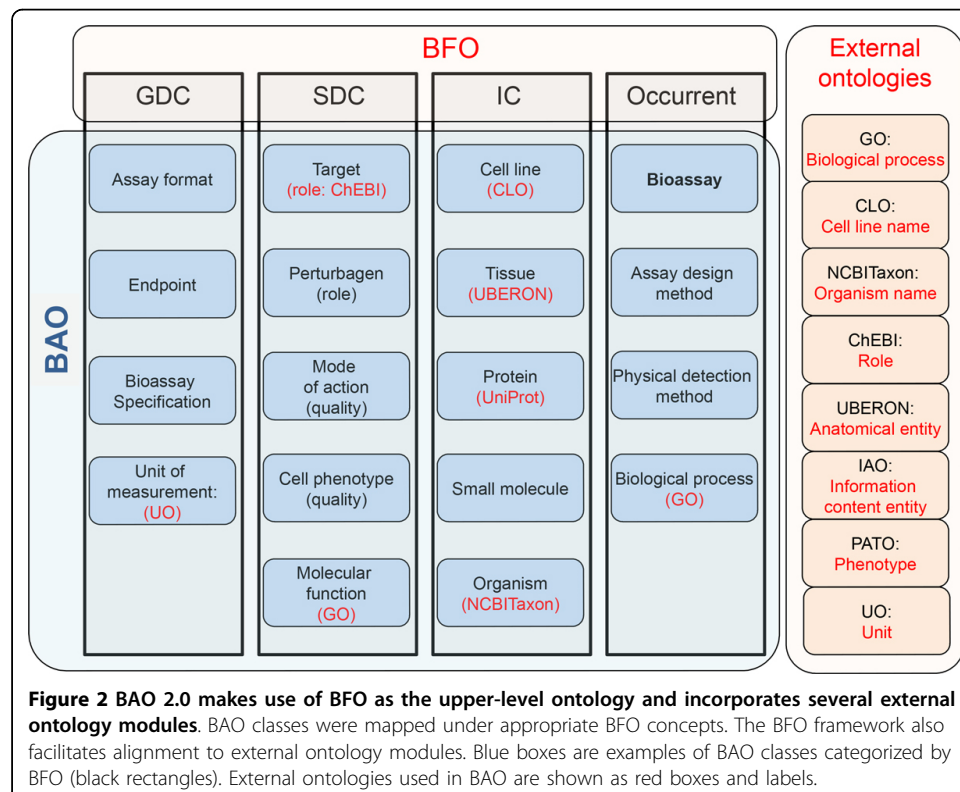 BFO
GDC
SDC
IC
Occurrent
External
ontologies
BAO
Assay format
Endpoint
Bioassay
Specification
Unit of
measurement:
(UO)
Target
(role: ChEBI)
Perturbagen
(role)
Mode
of action
(quality)
Cell phenotype
(quality)
Molecular
function
(GO)
Cell line
(CLO)
Tissue
(UBERON)
Protein
(UniProt)
Small molecule
Organism
(NCBITaxon)
Bioassay
Assay design
method
Physical detection
method
Biological process
(GO)
GO:
Biological process
CLO:
Cell line name
NCBITaxon:
Organism name
ChEBI:
Role
UBERON:
Anatomical entity
IAO:
Information
content entity
PATO:
Phenotype
UO:
Unit
Figure 2 BAO 2.0 makes use of BFO as the upper-level ontology and incorporates several external
ontology modules. BAO classes were mapped under appropriate BFO concepts. The BFO framework also
facilitates alignment to external ontology modules. Blue boxes are examples of BAO classes categorized by
BFO (black rectangles). External ontologies used in BAO are shown as red boxes and labels.